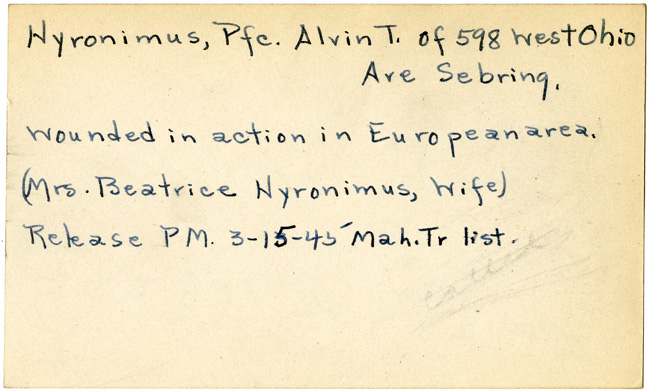 Hyronimus, Pfc. Alvin T. of 598 West Ohio
Ave Sebring,
wounded in action in European area.
(Mrs. Beatrice Hyronimus, Wife)
Release P M. 3-15-45 Mah. Tr list.
called